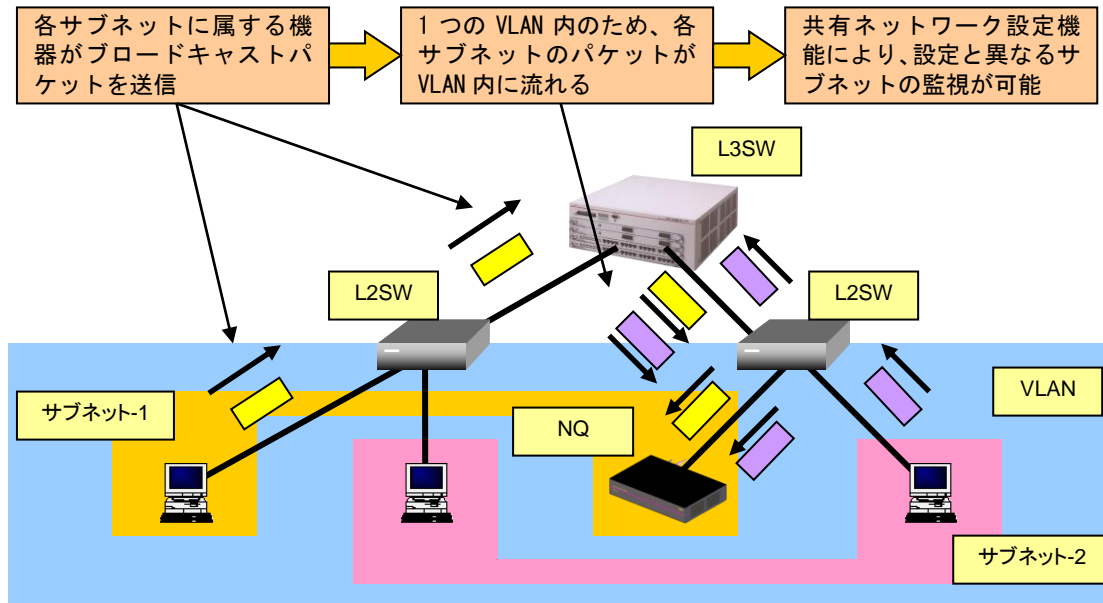 各サブネットに属する機
器がブロードキャストパ
ケットを送信
1 つの VLAN 内のため、各
サブネットのパケットが
VLAN 内に流れる
共有ネットワーク設定機
能により、設定と異なるサ
ブネットの監視が可能
L3SW
L2SW
L2SW
VLAN
サブネット-1
NQ
サブネット-2